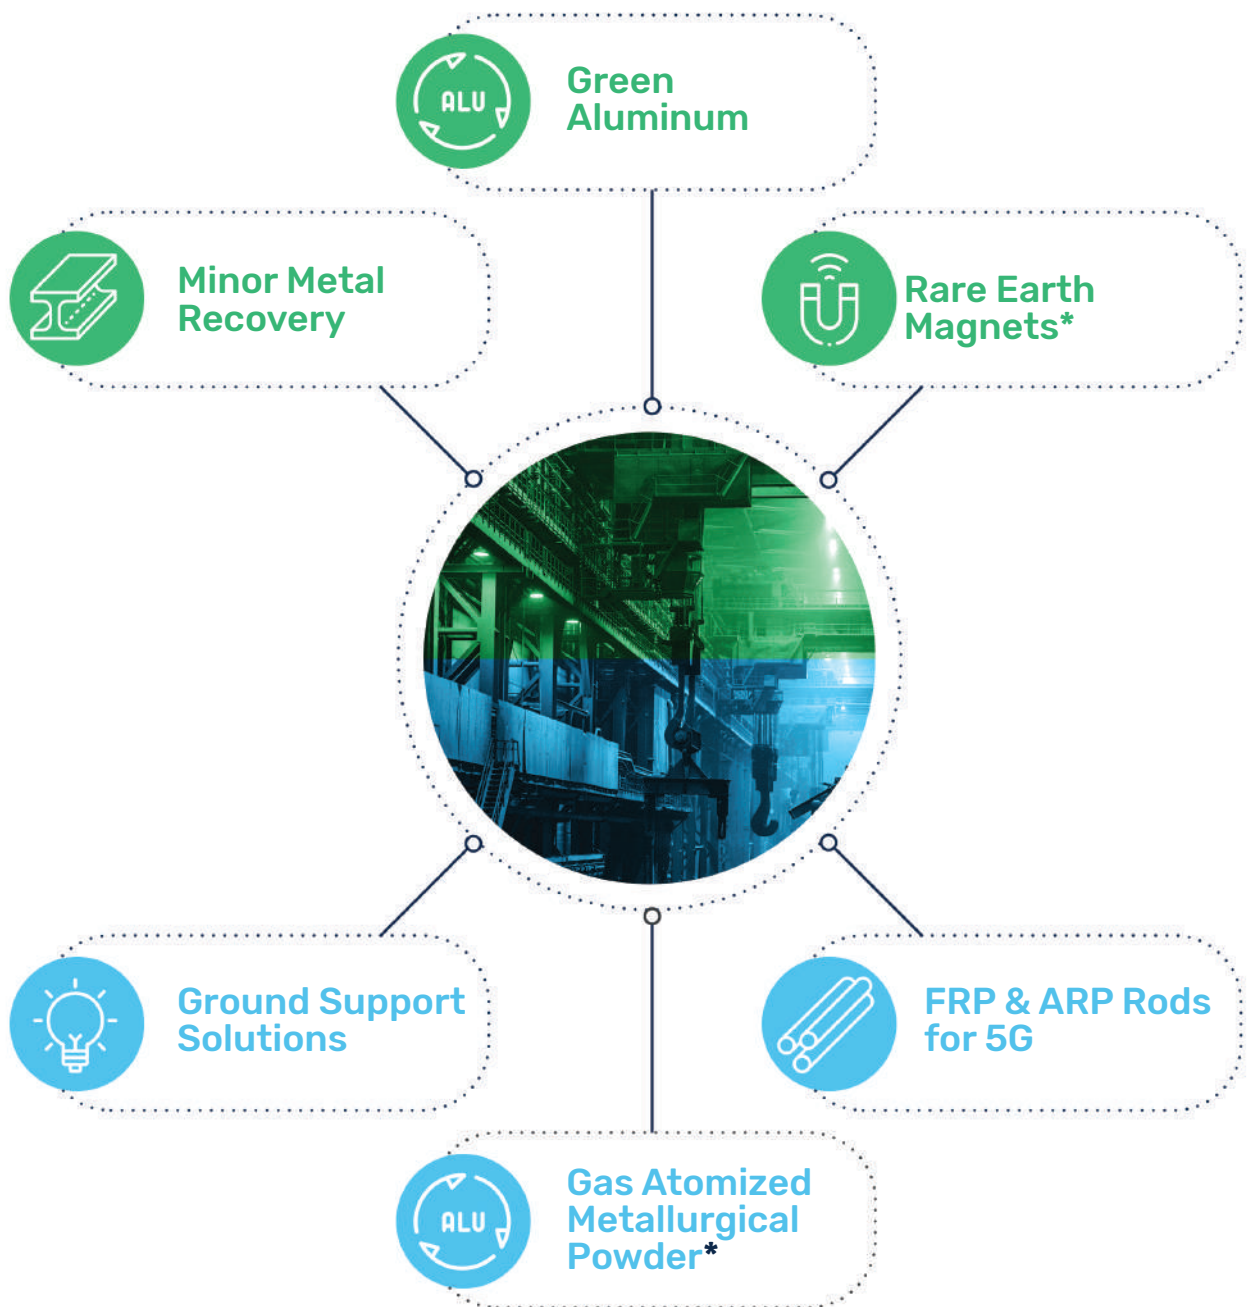 ALU
Green
Aluminum
Minor Metal
Recovery
Rare Earth
Magnets*
Ground Support
Solutions
FRP & ARP Rods
for 5G
ALU
Gas Atomized
Metallurgical
Powder*